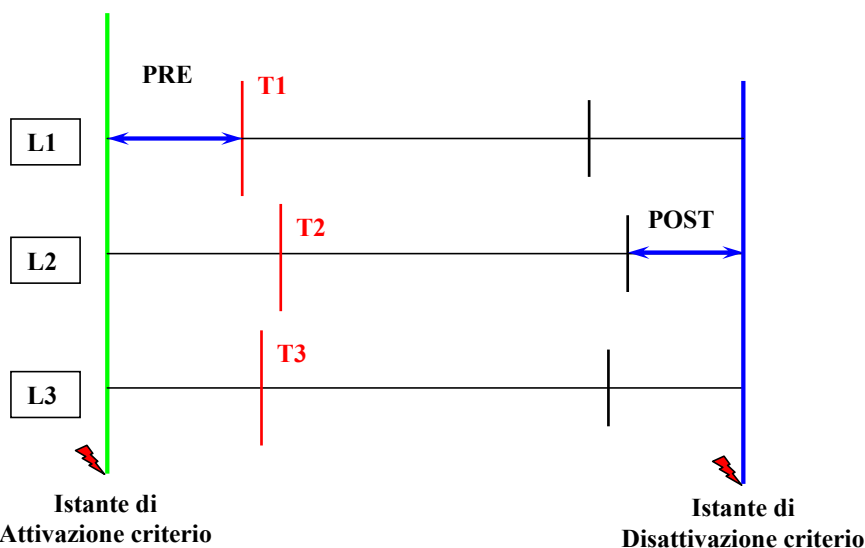 PRE
T1
L1
T2
POST
L2
T3
L3
Istante di
Attivazione criterio
Istante di
Disattivazione criterio